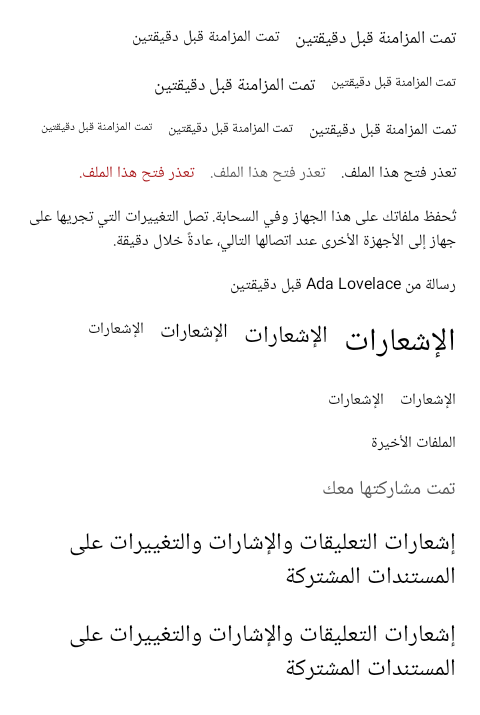 تمت المزامنة قبل دقيقتين تمت المزامنة قبل دقيقتين
تمت المزامنة قبل دقيقتين تمت المزامنة قبل دقيقتين
تمت المزامنة قبل دقيقتين تمت المزامنة قبل دقيقتين تمت المزامنة قبل دقيقتين
تعذر فتح هذا الملف. تعذر فتح هذا الملف. تعذر فتح هذا الملف.
تُحفظ ملفاتك على هذا الجهاز وفي السحابة. تصل التغييرات التي تجريها على
جهاز إلى الأجهزة الأخرى عند اتصالها التالي، عادةً خلال دقيقة.
رسالة من Ada Lovelace قبل دقيقتين
الإشعارات الإشعارات الإشعارات الإشعارات
الإشعارات الإشعارات
الملفات الأخيرة
تمت مشاركتها معك
إشعارات التعليقات والإشارات والتغييرات على
المستندات المشتركة
إشعارات التعليقات والإشارات والتغييرات على
المستندات المشتركة